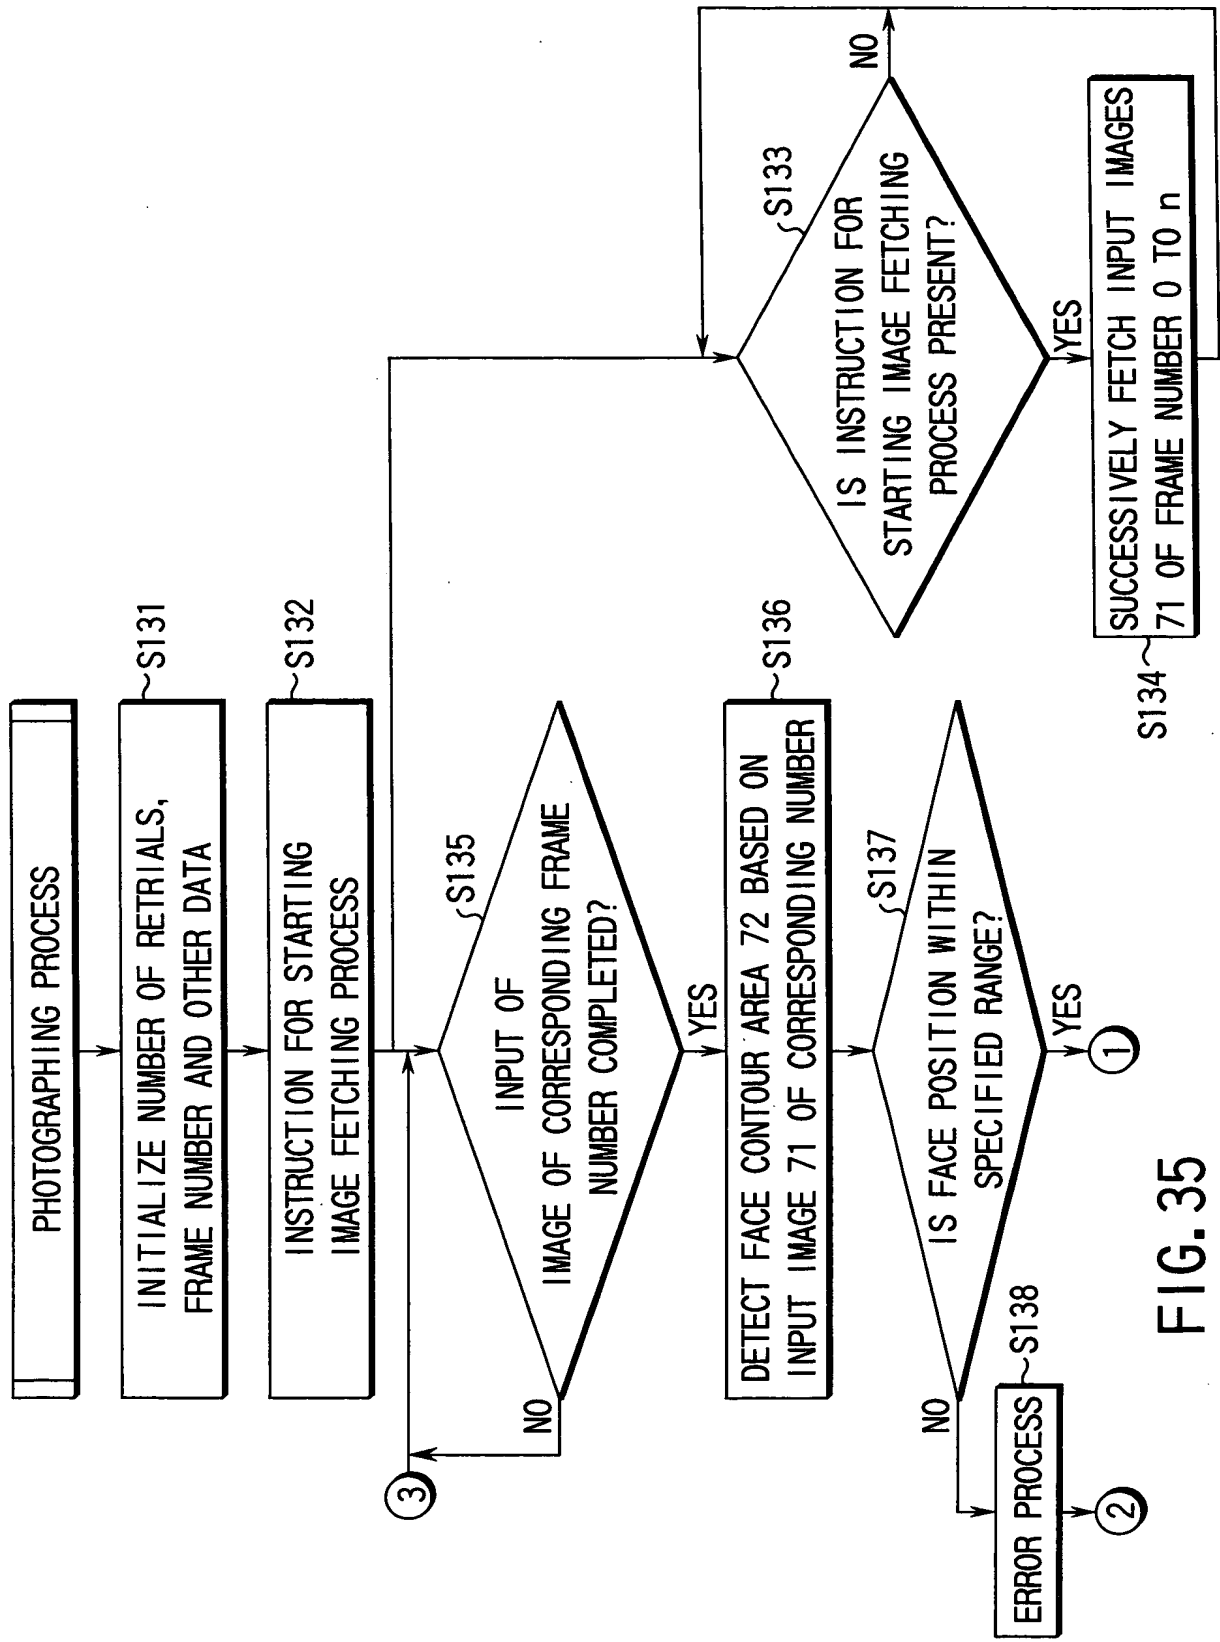 PHOTOGRAPHING PROCESS
INITIALIZE NUMBER OF RETRIALS,
FRAME NUMBER AND OTHER DATA
S131
INSTRUCTION FOR STARTING
IMAGE FETCHING PROCESS
S132
3
INPUT OF
IMAGE OF CORRESPONDING FRAME
NUMBER COMPLETED?
S135
NO
YES
DETECT FACE CONTOUR AREA 72 BASED ON
INPUT IMAGE 71 OF CORRESPONDING NUMBER
S136
IS FACE POSITION WITHIN
SPECIFIED RANGE?
S137
NO
YES
1
ERROR PROCESS
S138
2
IS INSTRUCTION FOR
STARTING IMAGE FETCHING
PROCESS PRESENT?
S133
NO
YES
SUCCESSIVELY FETCH INPUT IMAGES
71 OF FRAME NUMBER 0 TO n
S134
FIG. 35